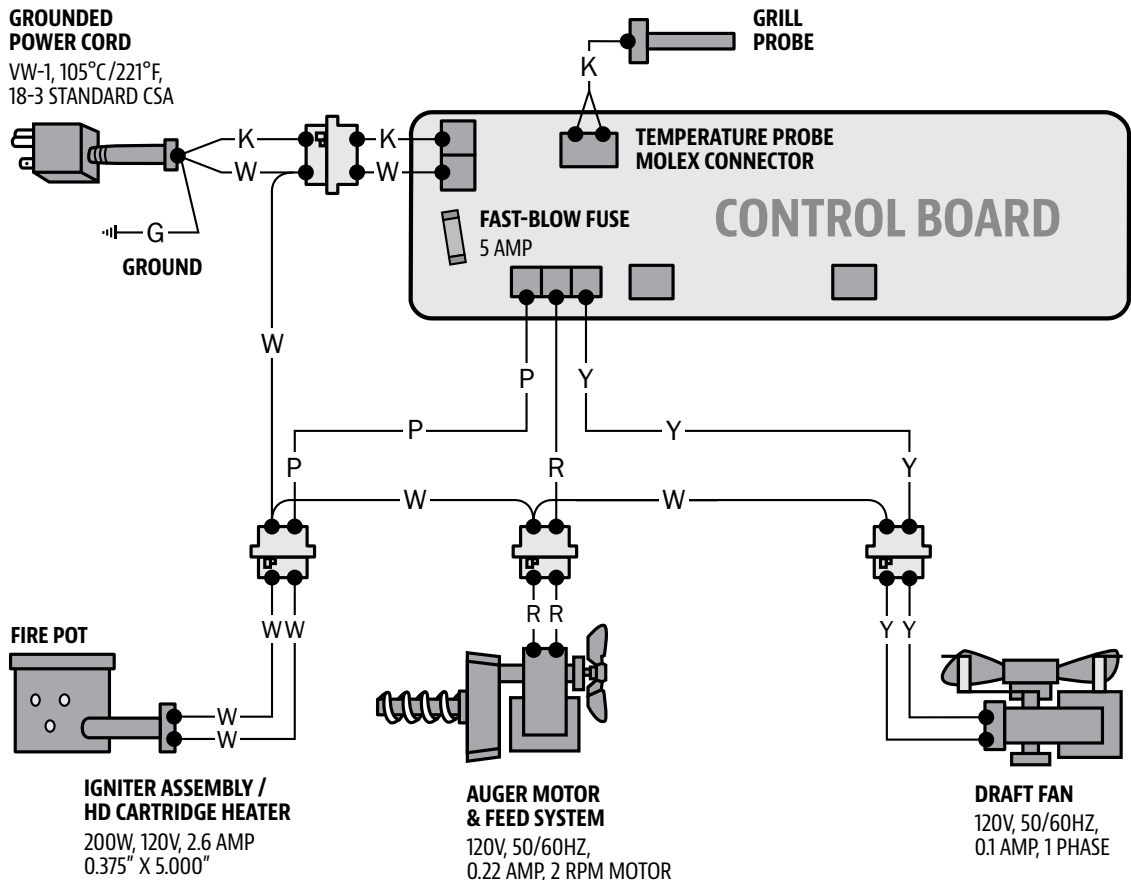 GROUNDED
POWER CORD
VW-1, 105°C/221°F,
18-3 STANDARD CSA
GRILL
PROBE
K
K
K
TEMPERATURE PROBE
MOLEX CONNECTOR
W
W
CONTROL BOARD
FAST-BLOW FUSE
5 AMP
G
GROUND
W
P
Y
P
Y
P
R
Y
W
W
R R
W W
Y Y
FIRE POT
W
W
IGNITER ASSEMBLY /
HD CARTRIDGE HEATER
200W, 120V, 2.6 AMP
0.375" X 5.000"
AUGER MOTOR
& FEED SYSTEM
120V, 50/60HZ,
0.22 AMP, 2 RPM MOTOR
DRAFT FAN
120V, 50/60HZ,
0.1 AMP, 1 PHASE